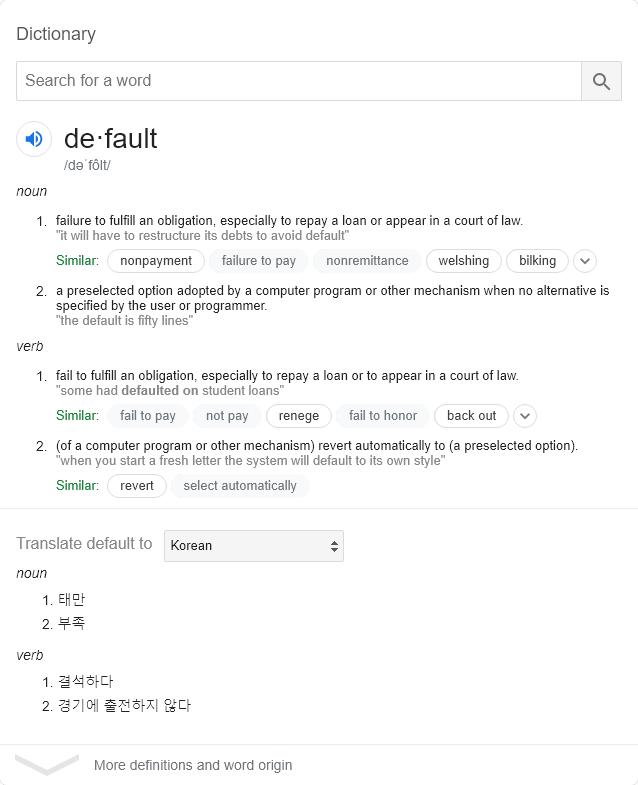 Dictionary
Search for a word
de·fault
/dəˈfôlt/
noun
1. failure to fulfill an obligation, especially to repay a loan or appear in a court of law.
"it will have to restructure its debts to avoid default"
Similar: nonpayment failure to pay nonremittance welshing bilking
2. a preselected option adopted by a computer program or other mechanism when no alternative is
specified by the user or programmer.
"the default is fifty lines"
verb
1. fail to fulfill an obligation, especially to repay a loan or to appear in a court of law.
"some had defaulted on student loans"
Similar: fail to pay not pay renege fail to honor back out
2. (of a computer program or other mechanism) revert automatically to (a preselected option).
"when you start a fresh letter the system will default to its own style"
Similar: revert select automatically
Translate default to Korean
noun
1. 태만
2. 부족
verb
1. 결석하다
2. 경기에 출전하지 않다
More definitions and word origin